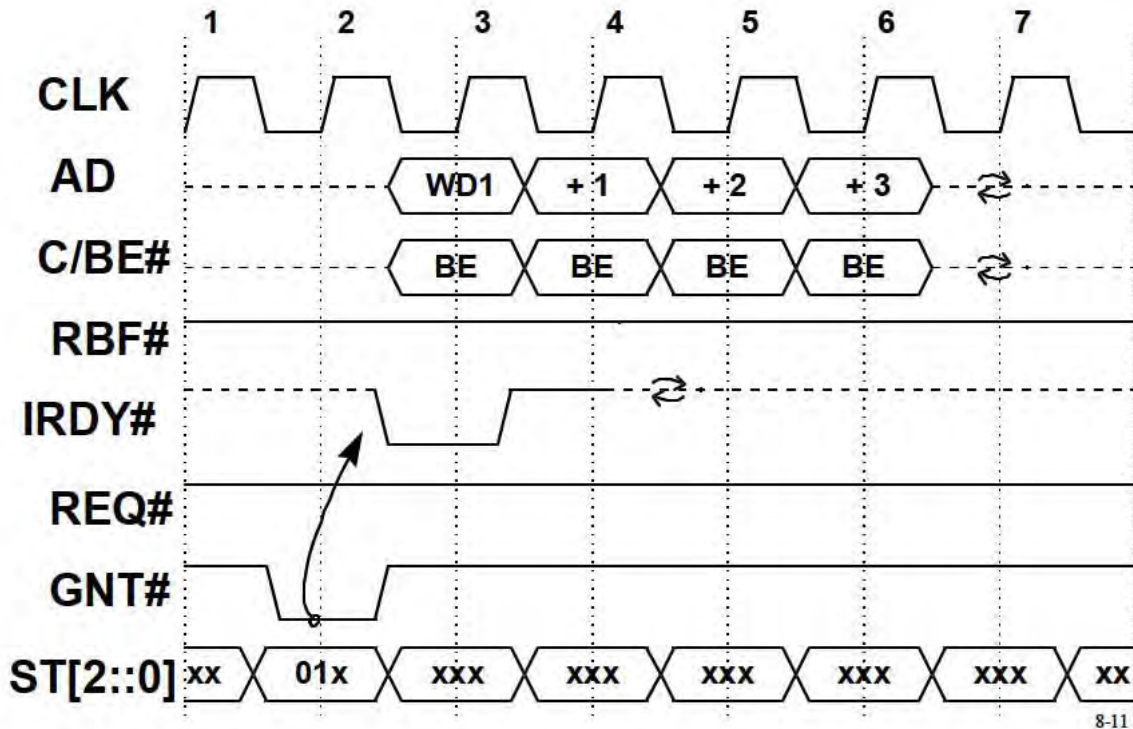 1 2 3 4 5 6 7
CLK
AD WD1 + 1 + 2 + 3
C/BE# BE BE BE BE
RBF#
IRDY#
REQ#
GNT#
ST[2::0] xx 01x xxx xxx xxx xxx xxx xx
8-11